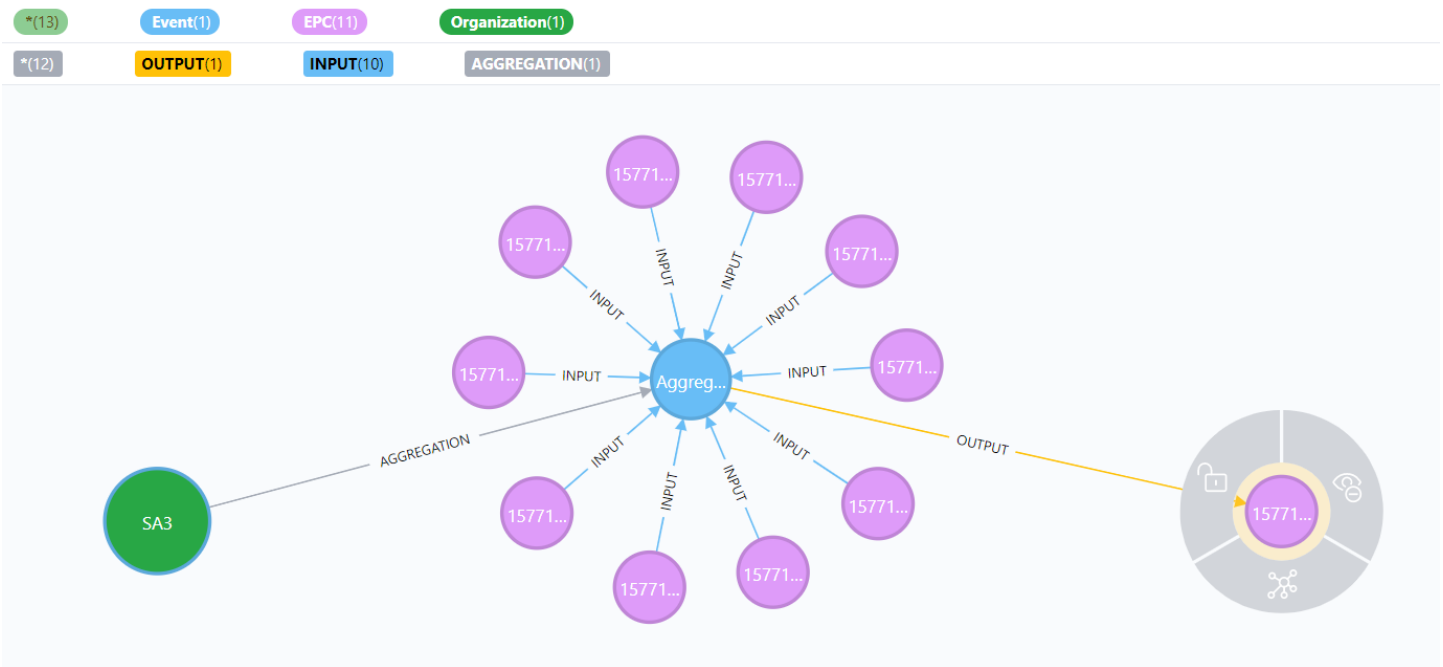 *(13) Event(1) EPC(11) Organization(1)
*(12) OUTPUT(1) INPUT(10) AGGREGATION(1)
15771...
15771...
15771...
15771...
INPUT
INPUT
INPUT
INPUT
15771...
15771...
INPUT
INPUT
Aggreg...
AGGREGATION
INPUT
INPUT
OUTPUT
INPUT
INPUT
15771...
15771...
15771...
SA3
15771...
15771...